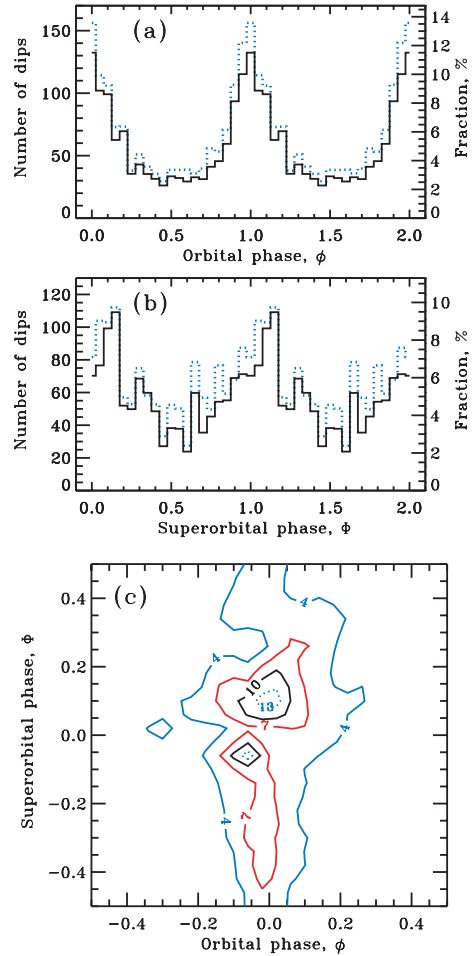 (a)
Number of dips
150
100
50
0
Fraction, %
14
12
10
8
6
4
2
0
0.0 0.5 1.0 1.5 2.0
Orbital phase, ϕ
(b)
Number of dips
120
100
80
60
40
20
0
Fraction, %
10
8
6
4
2
0
0.0 0.5 1.0 1.5 2.0
Superorbital phase, Φ
(c)
Superorbital phase, Φ
0.4
0.2
0.0
−0.2
−0.4
4
4
10
13
7
4
4
7
−0.4 −0.2 0.0 0.2 0.4
Orbital phase, ϕ